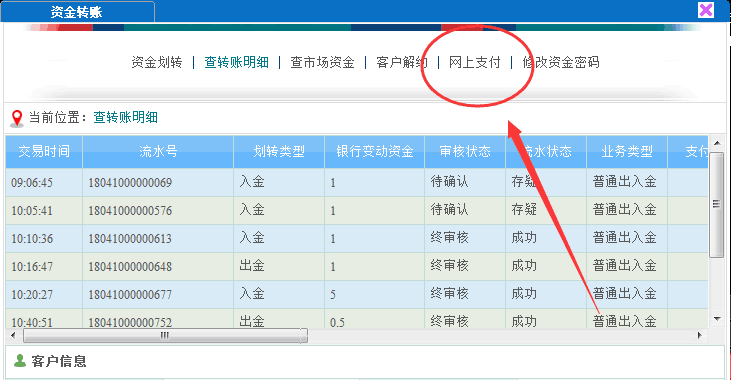 资金转账
资金划转 | 查转账明细 | 查市场资金 | 客户解约 | 网上支付 | 修改资金密码
当前位置：查转账明细
交易时间 流水号 划转类型 银行变动资金 审核状态 流水状态 业务类型 支付
09:06:45 18041000000069 入金 1 待确认 存疑 普通出入金
10:05:41 18041000000576 入金 1 待确认 存疑 普通出入金
10:10:36 18041000000613 入金 1 终审核 成功 普通出入金
10:16:47 18041000000648 出金 1 终审核 成功 普通出入金
10:20:27 18041000000677 入金 5 终审核 成功 普通出入金
10:40:51 18041000000752 出金 0.5 终审核 成功 普通出入金
客户信息